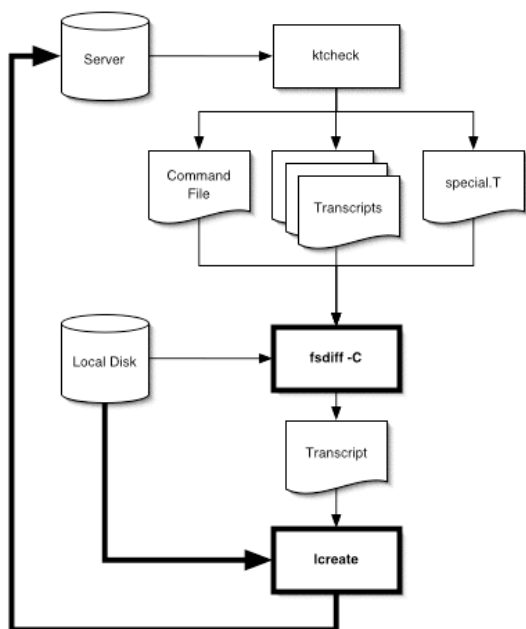 Server
ktcheck
Command
File
Transcripts
special.T
Local Disk
fsdiff -C
Transcript
lcreate